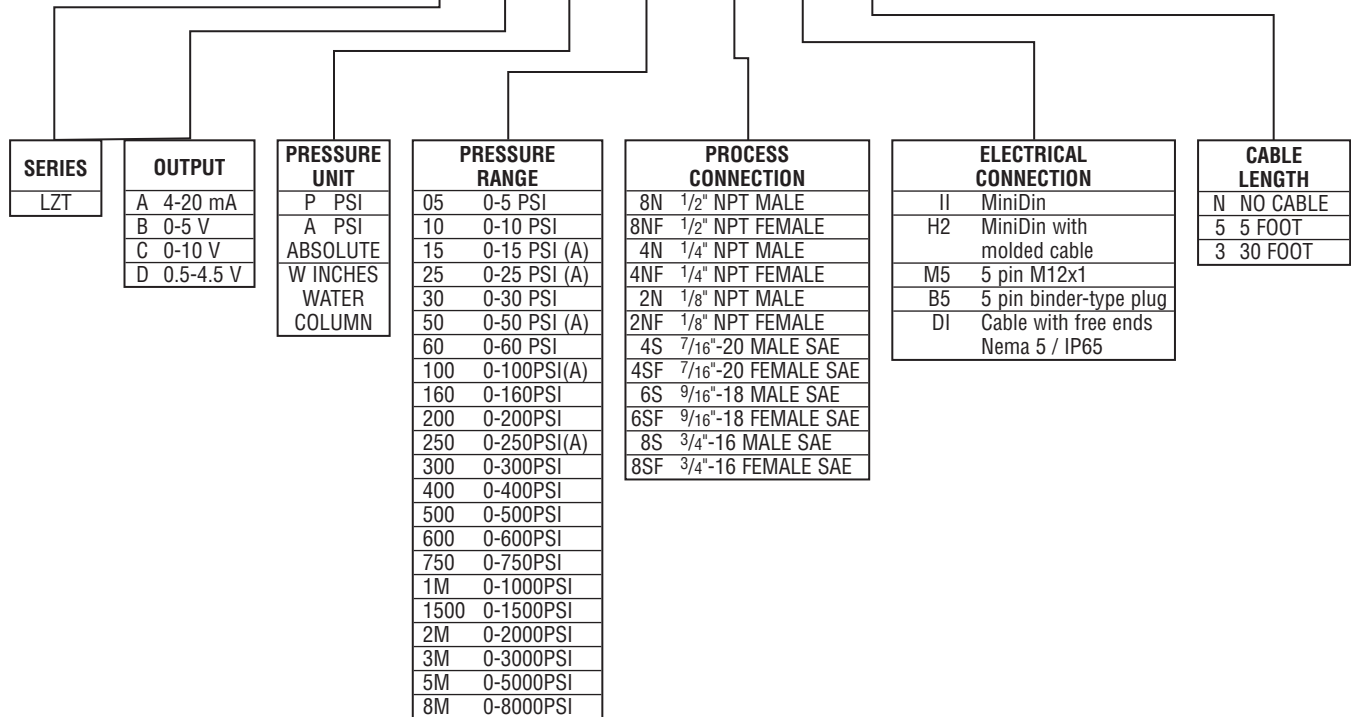 SERIES
LZT
OUTPUT
A 4-20 mA
B 0-5 V
C 0-10 V
D 0.5-4.5 V
PRESSURE
UNIT
P PSI
A PSI
ABSOLUTE
W INCHES
WATER
COLUMN
PRESSURE
RANGE
05 0-5 PSI
10 0-10 PSI
15 0-15 PSI (A)
25 0-25 PSI (A)
30 0-30 PSI
50 0-50 PSI (A)
60 0-60 PSI
100 0-100PSI(A)
160 0-160PSI
200 0-200PSI
250 0-250PSI(A)
300 0-300PSI
400 0-400PSI
500 0-500PSI
600 0-600PSI
750 0-750PSI
1M 0-1000PSI
1500 0-1500PSI
2M 0-2000PSI
3M 0-3000PSI
5M 0-5000PSI
8M 0-8000PSI
PROCESS
CONNECTION
8N 1/2" NPT MALE
8NF 1/2" NPT FEMALE
4N 1/4" NPT MALE
4NF 1/4" NPT FEMALE
2N 1/8" NPT MALE
2NF 1/8" NPT FEMALE
4S 7/16"-20 MALE SAE
4SF 7/16"-20 FEMALE SAE
6S 9/16"-18 MALE SAE
6SF 9/16"-18 FEMALE SAE
8S 3/4"-16 MALE SAE
8SF 3/4"-16 FEMALE SAE
ELECTRICAL
CONNECTION
II MiniDin
H2 MiniDin with
molded cable
M5 5 pin M12x1
B5 5 pin binder-type plug
DI Cable with free ends
Nema 5 / IP65
CABLE
LENGTH
N NO CABLE
5 5 FOOT
3 30 FOOT